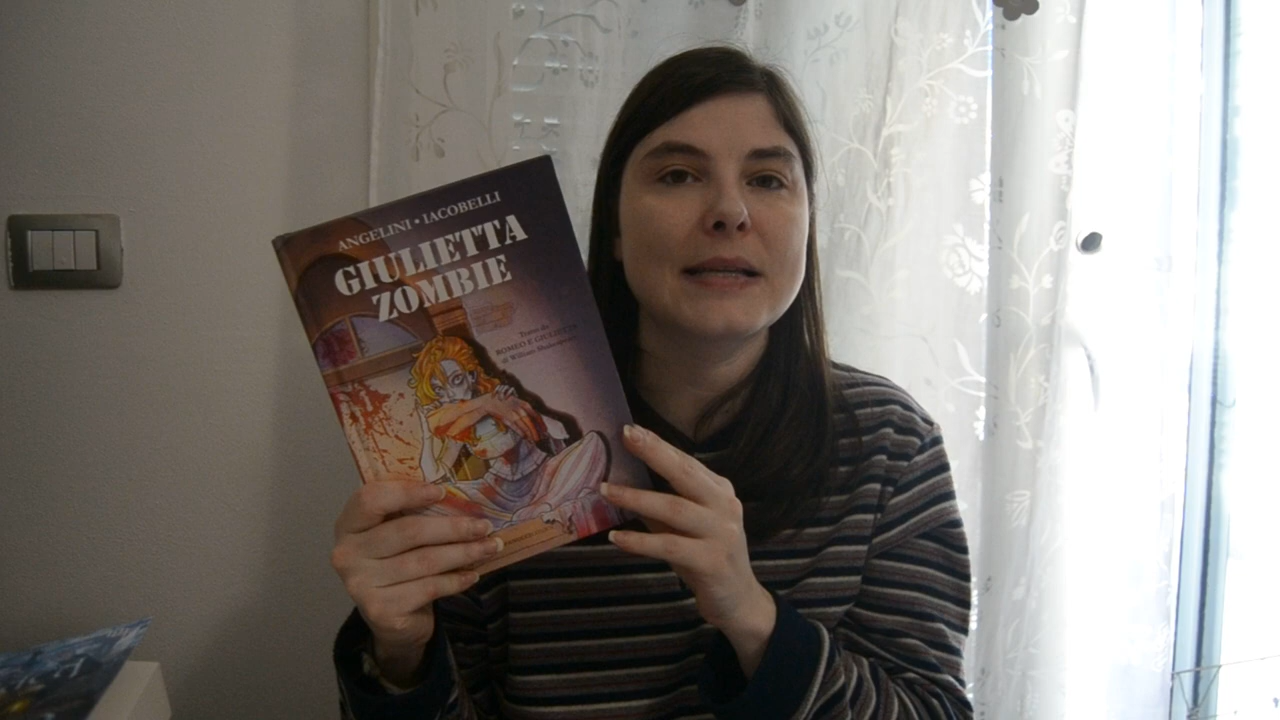 ANGELINI • IACOBELLI
GIULIETTA
ZOMBIE
Tratto da
ROMEO E GIULIETTA
di William Shakespeare